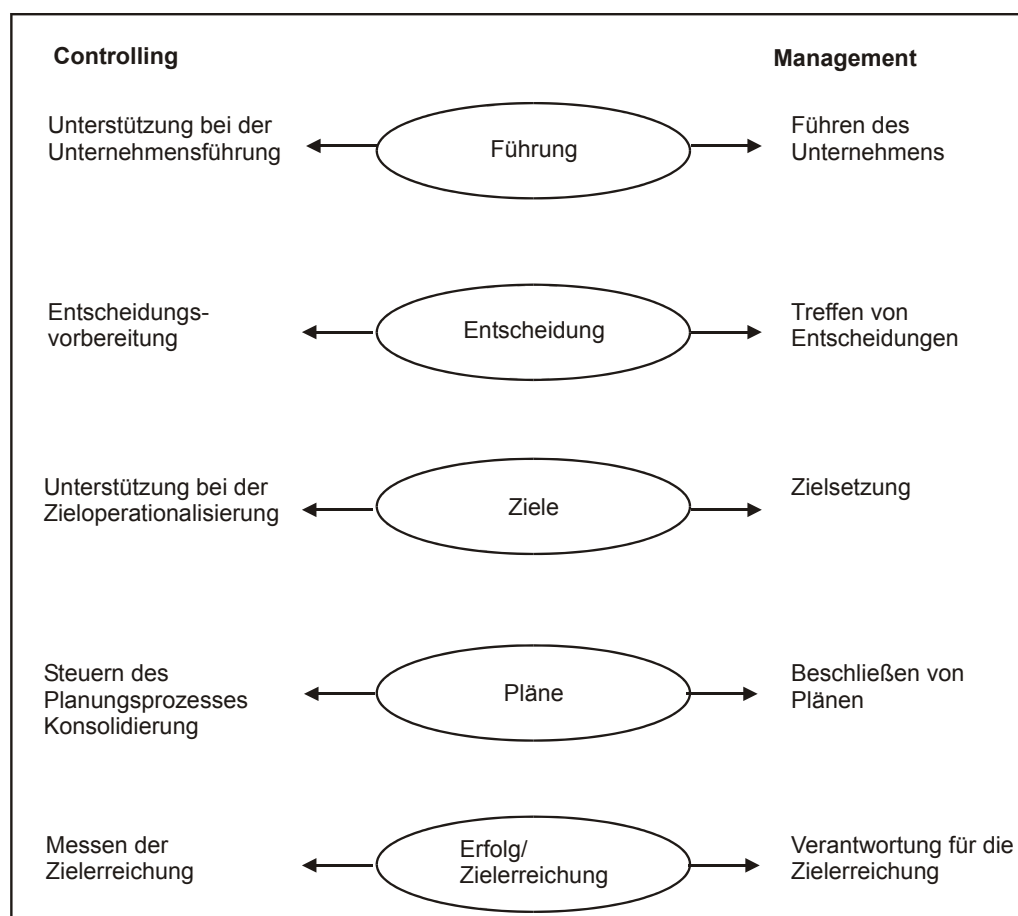 Controlling
Management
Unterstützung bei der
Unternehmensführung
Führung
Führen des
Unternehmens
Entscheidungs-
vorbereitung
Entscheidung
Treffen von
Entscheidungen
Unterstützung bei der
Zieloperationalisierung
Ziele
Zielsetzung
Steuern des
Planungsprozesses
Konsolidierung
Pläne
Beschließen von
Plänen
Messen der
Zielerreichung
Erfolg/
Zielerreichung
Verantwortung für die
Zielerreichung